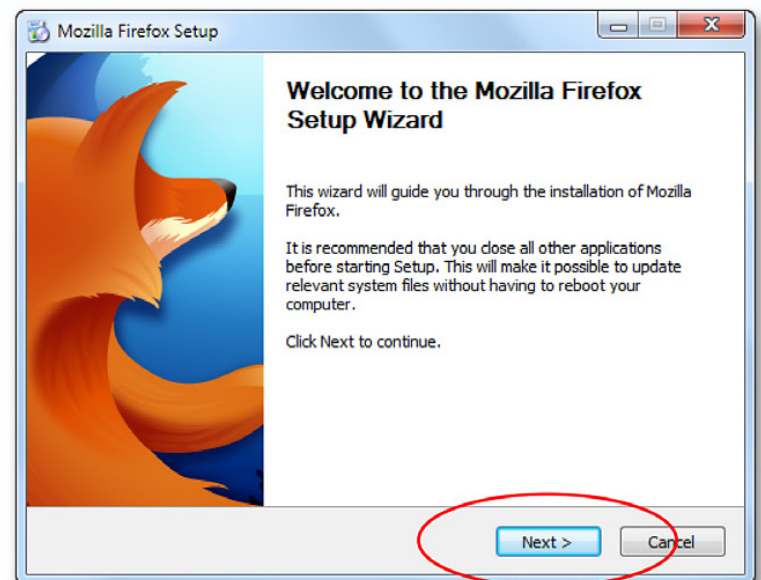 Mozilla Firefox Setup
Welcome to the Mozilla Firefox
Setup Wizard
This wizard will guide you through the installation of Mozilla
Firefox.
It is recommended that you close all other applications
before starting Setup. This will make it possible to update
relevant system files without having to reboot your
computer.
Click Next to continue.
Next >
Cancel